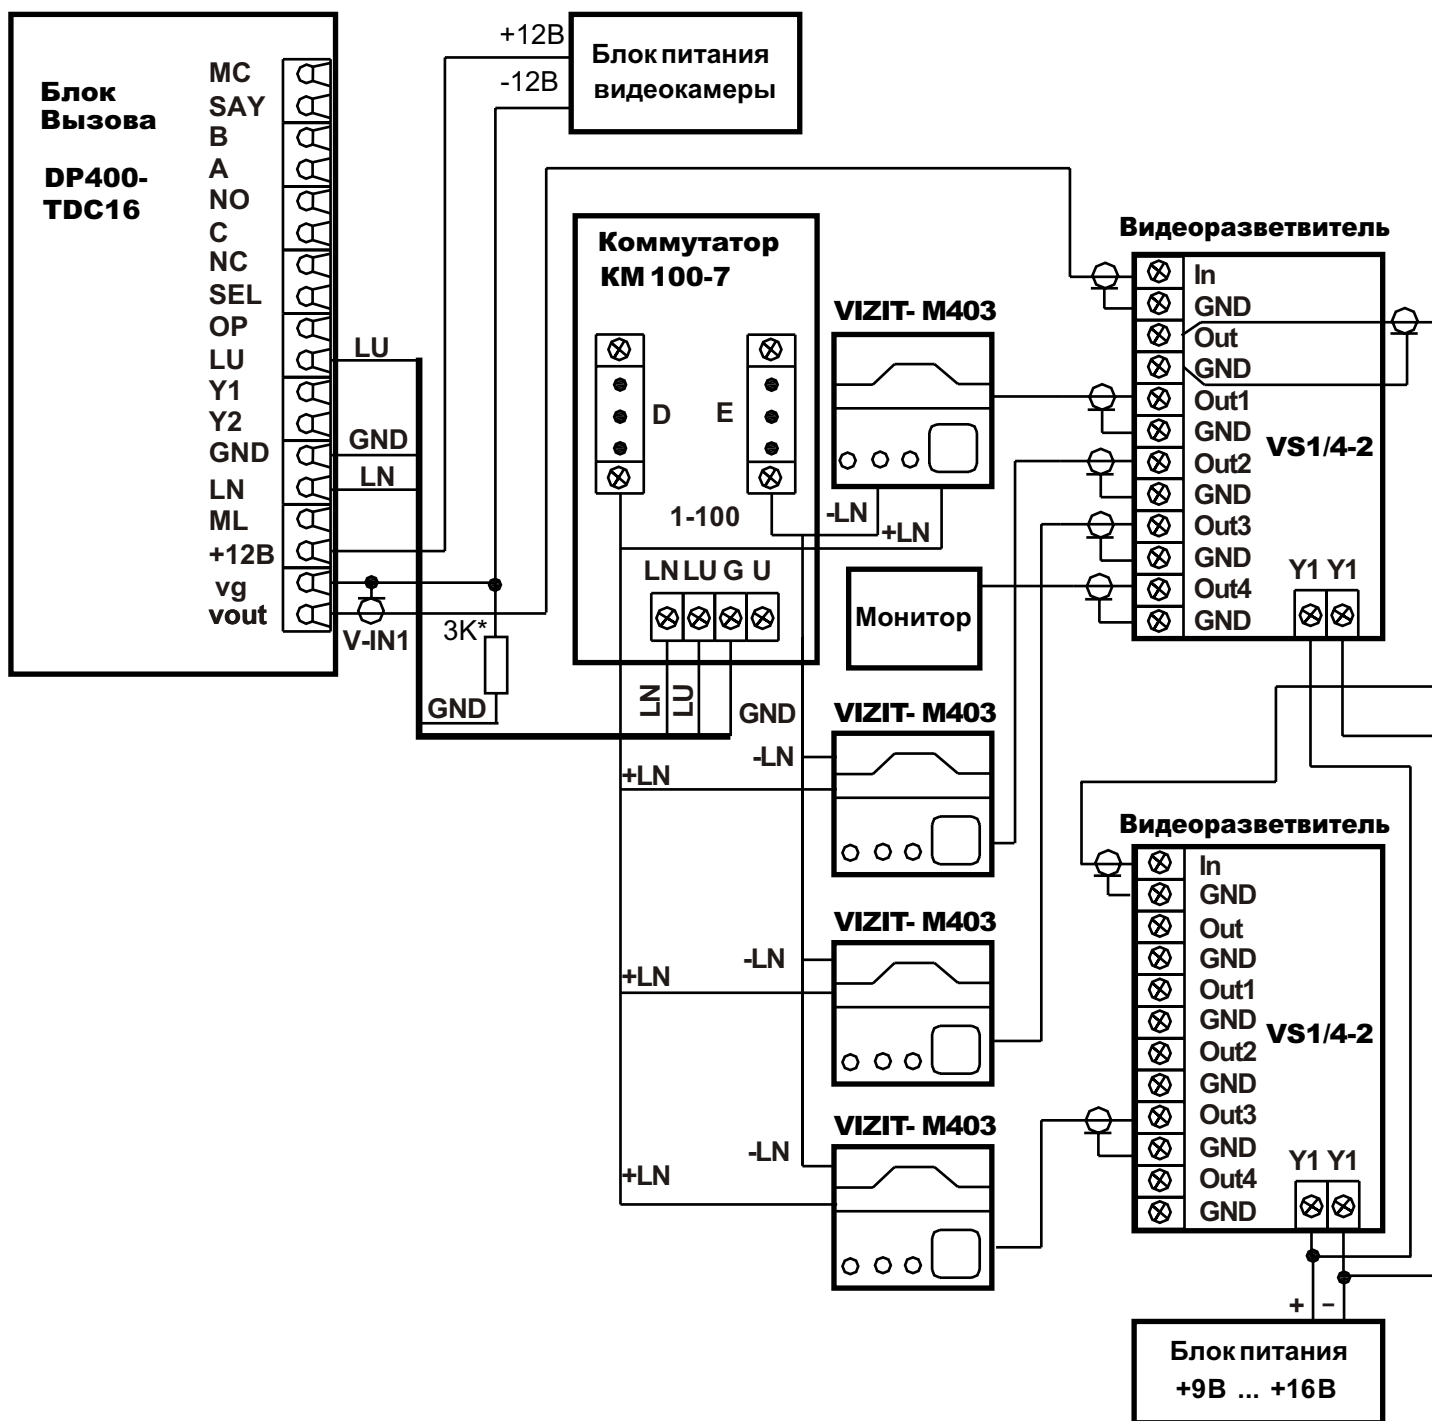 Блок
Вызова
DP400-
TDC16
MC
SAY
B
A
NO
C
NC
SEL
OP
LU
Y1
Y2
GND
LN
ML
+12В
vg
vout
LU
GND
LN
V-IN1
3K*
GND
+12В
-12В
Блок питания
видеокамеры
Коммутатор
КМ 100-7
D
E
1-100
LN LU G U
LN
LU
GND
VIZIT- M403
-LN
+LN
Монитор
VIZIT- M403
-LN
+LN
VIZIT- M403
-LN
+LN
VIZIT- M403
-LN
+LN
Видеоразветвитель
In
GND
Out
GND
Out1
GND
Out2
GND
Out3
GND
Out4
GND
VS1/4-2
Y1 Y1
Видеоразветвитель
In
GND
Out
GND
Out1
GND
Out2
GND
Out3
GND
Out4
GND
VS1/4-2
Y1 Y1
+ −
Блок питания
+9В ... +16В